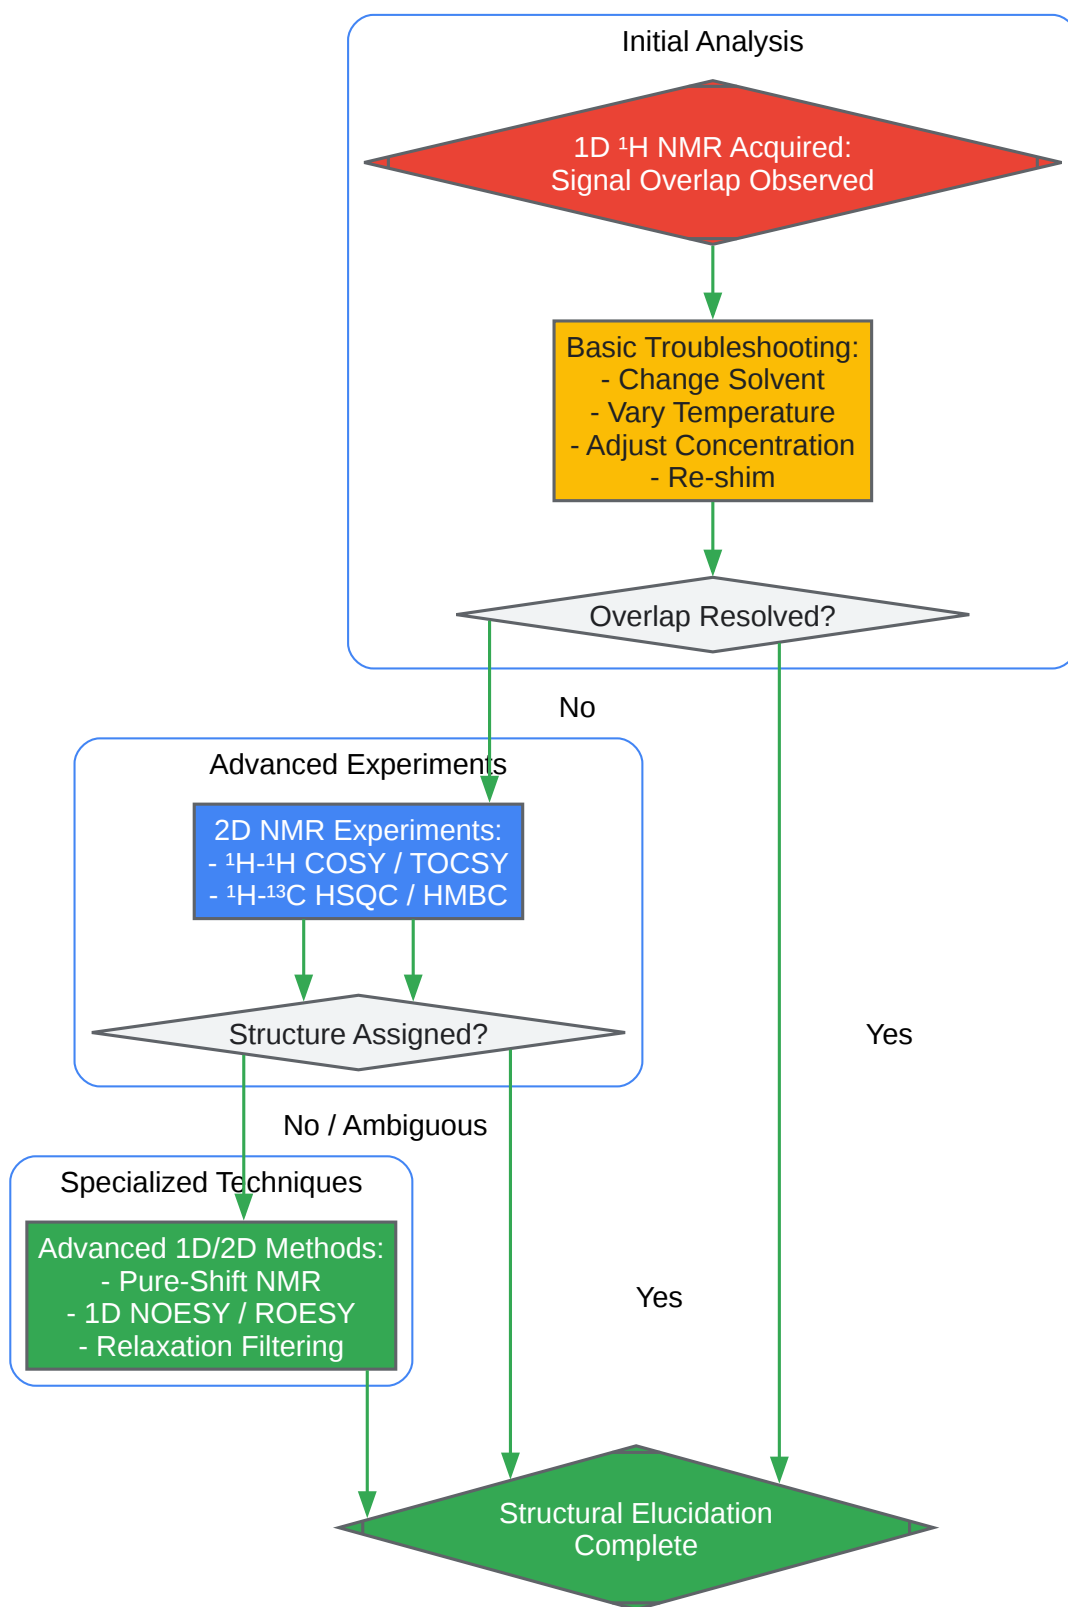 Initial Analysis
1D ¹H NMR Acquired:
Signal Overlap Observed
Basic Troubleshooting:
- Change Solvent
- Vary Temperature
- Adjust Concentration
- Re-shim
Overlap Resolved?
No
Advanced Experiments
2D NMR Experiments:
- ¹H-¹H COSY / TOCSY
- ¹H-¹³C HSQC / HMBC
Structure Assigned?
Yes
No / Ambiguous
Specialized Techniques
Advanced 1D/2D Methods:
- Pure-Shift NMR
- 1D NOESY / ROESY
- Relaxation Filtering
Yes
Structural Elucidation
Complete